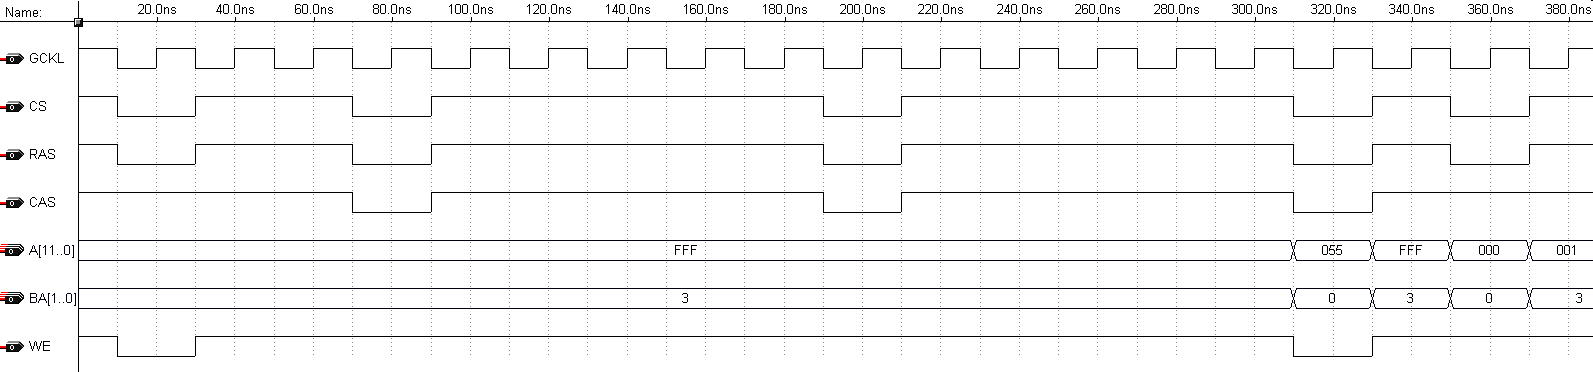 Name: 20.0ns 40.0ns 60.0ns 80.0ns 100.0ns 120.0ns 140.0ns 160.0ns 180.0ns 200.0ns 220.0ns 240.0ns 260.0ns 280.0ns 300.0ns 320.0ns 340.0ns 360.0ns 380.0ns
GCKL
CS
RAS
CAS
A[11..0] FFF 055 FFF 000 001
BA[1..0] 3 0 3 0 3
WE